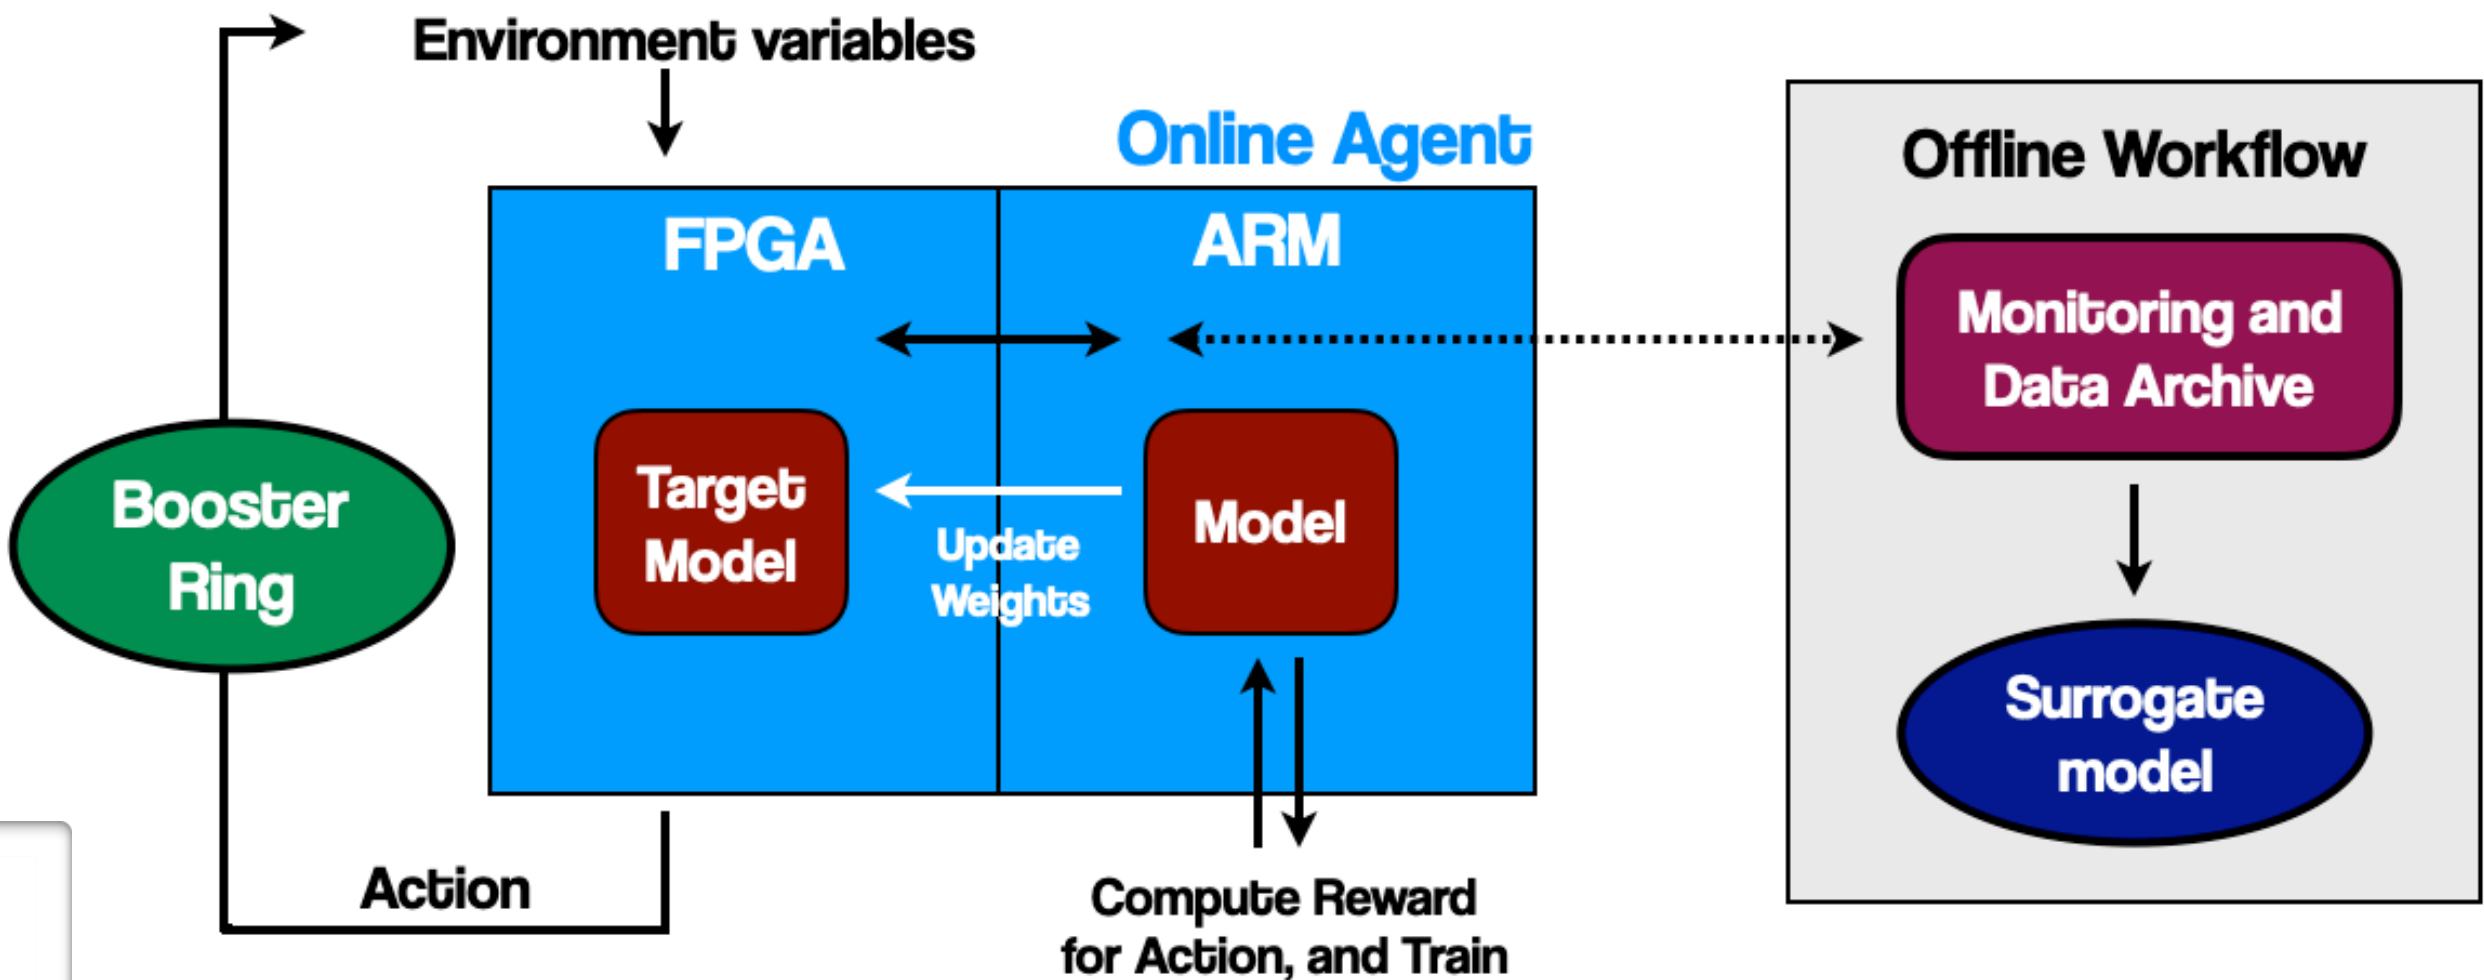 Environment variables
Online Agent
FPGA
ARM
Target
Model
Update
Weights
Model
Booster
Ring
Action
Compute Reward
for Action, and Train
Offline Workflow
Monitoring and
Data Archive
Surrogate
model